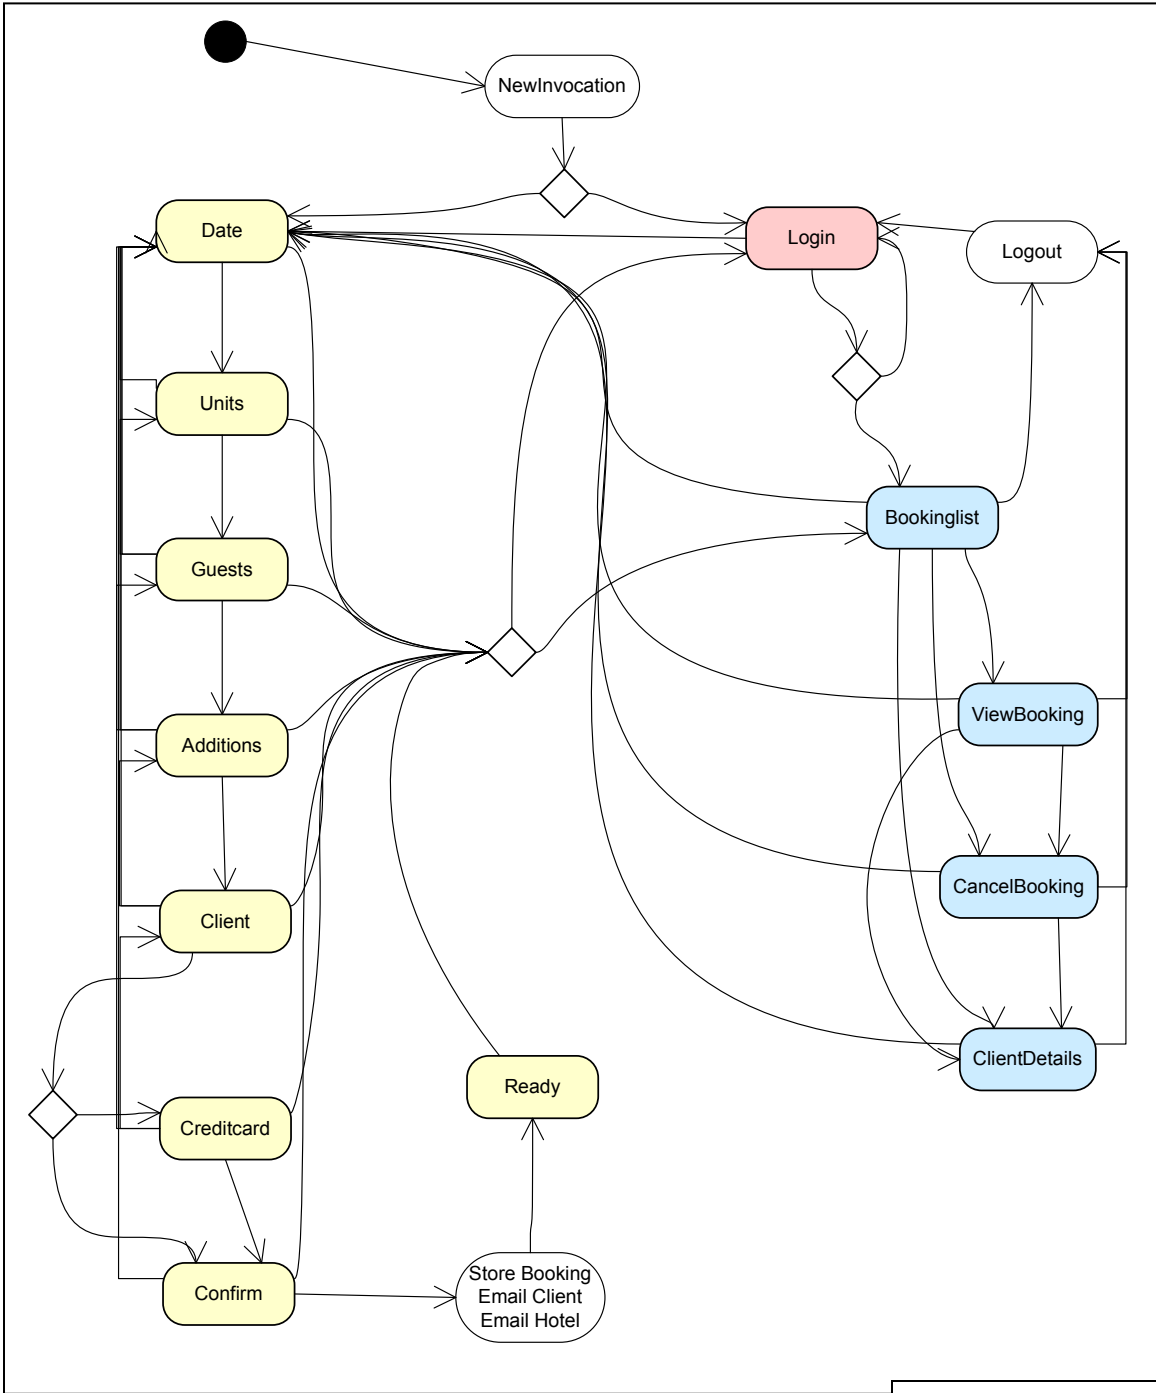 NewInvocation
Date
Login
Logout
Units
Bookinglist
Guests
ViewBooking
Additions
CancelBooking
Client
ClientDetails
Ready
Creditcard
Store Booking
Email Client
Email Hotel
Confirm